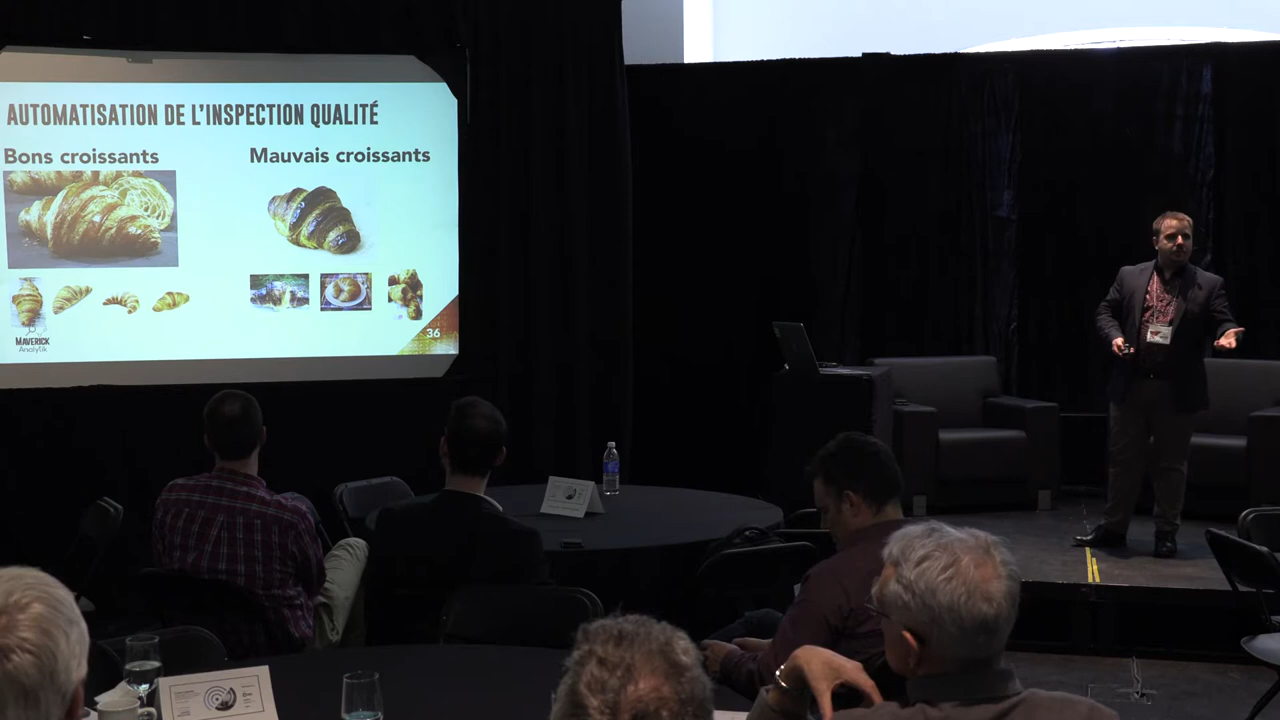 AUTOMATISATION DE L'INSPECTION QUALITÉ
Bons croissants
Mauvais croissants
MAVERICK
Analytik
36